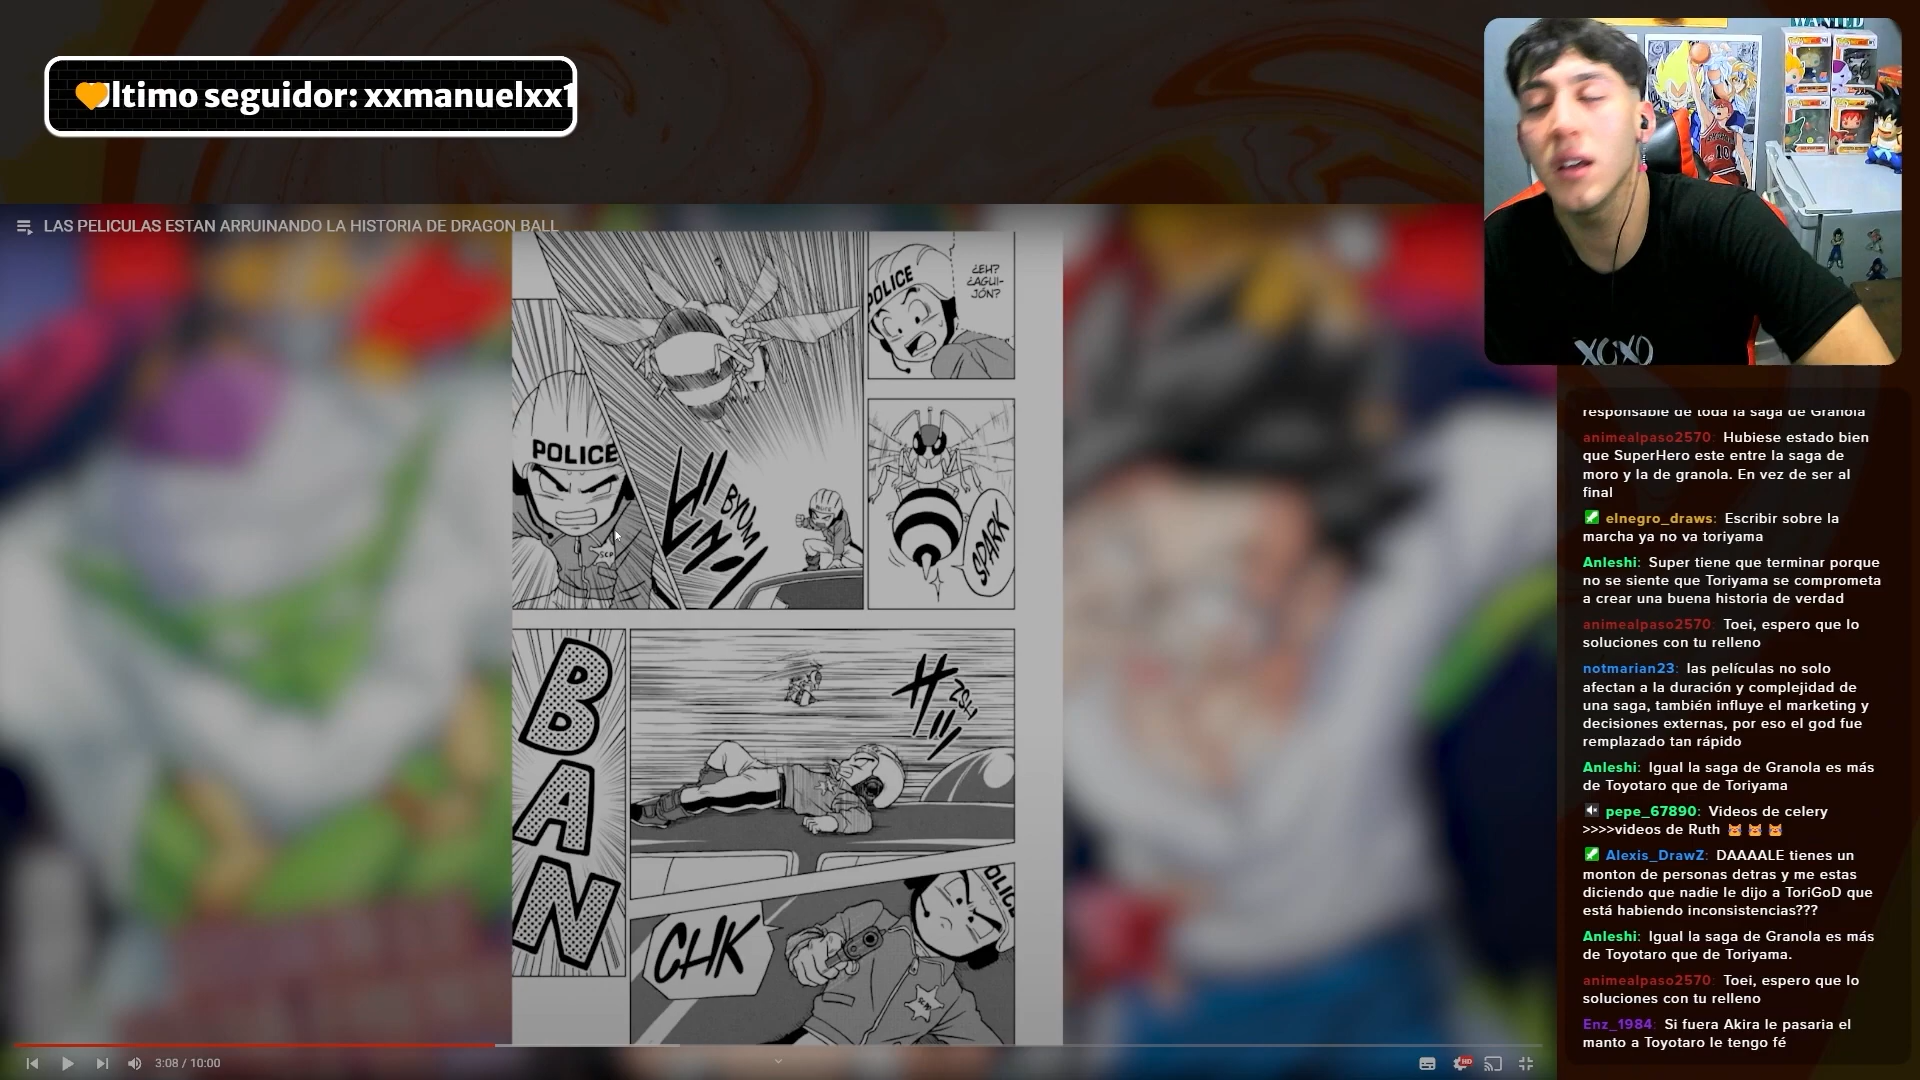 Último seguidor: xxmanuelxx1
LAS PELICULAS ESTAN ARRUINANDO LA HISTORIA DE DRAGON BALL
POLICE
¿EH?
¿AGUI-
JÓN?
POLICE
SCP
BYUM
SPARK
BBAN
ZSH
CHK
POLICE
3:08 / 10:00
HD
WANTED
10
XOXO
responsable de toda la saga de Granola
animealpaso2570: Hubiese estado bien
que SuperHero este entre la saga de
moro y la de granola. En vez de ser al
final
elnegro_draws: Escribir sobre la
marcha ya no va toriyama
Anleshi: Super tiene que terminar porque
no se siente que Toriyama se comprometa
a crear una buena historia de verdad
animealpaso2570: Toei, espero que lo
soluciones con tu relleno
notmarian23: las películas no solo
afectan a la duración y complejidad de
una saga, también influye el marketing y
decisiones externas, por eso el god fue
remplazado tan rápido
Anleshi: Igual la saga de Granola es más
de Toyotaro que de Toriyama
pepe_67890: Videos de celery
>>>>videos de Ruth
Alexis_DrawZ: DAAAALE tienes un
monton de personas detras y me estas
diciendo que nadie le dijo a ToriGoD que
está habiendo inconsistencias???
Anleshi: Igual la saga de Granola es más
de Toyotaro que de Toriyama.
animealpaso2570: Toei, espero que lo
soluciones con tu relleno
Enz_1984: Si fuera Akira le pasaria el
manto a Toyotaro le tengo fé